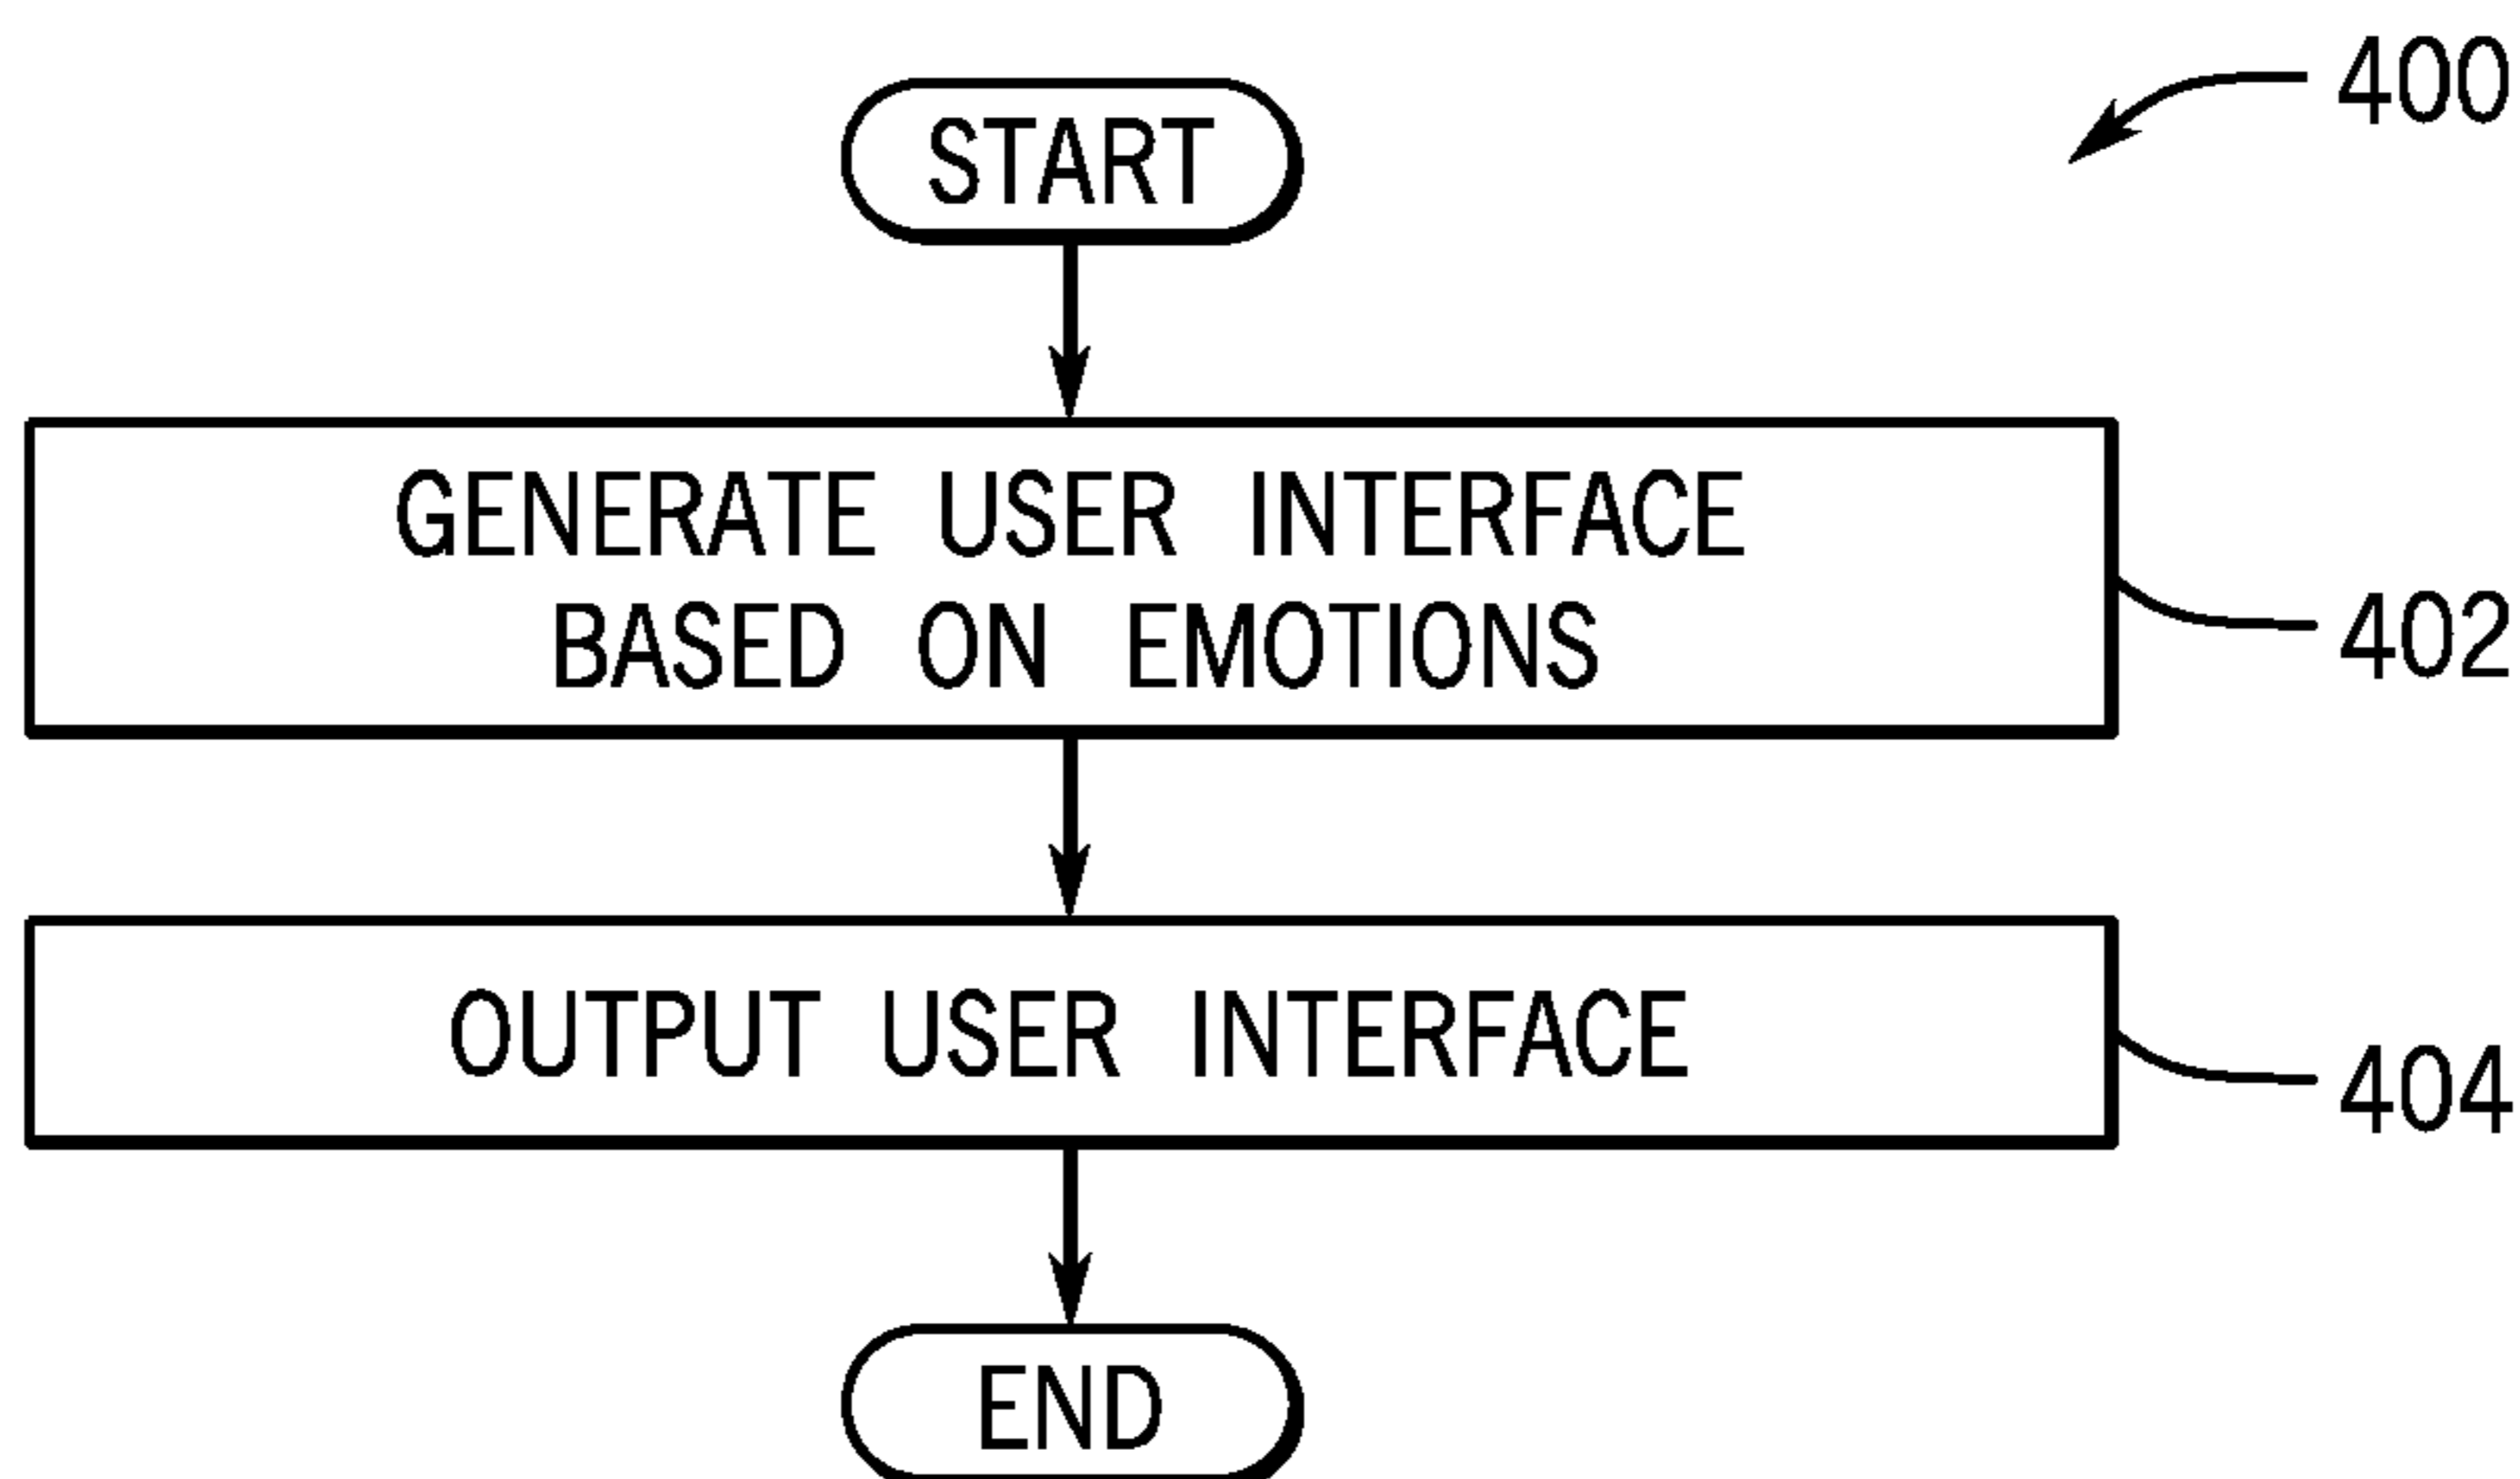 400
START
GENERATE USER INTERFACE
BASED ON EMOTIONS
402
OUTPUT USER INTERFACE
404
END